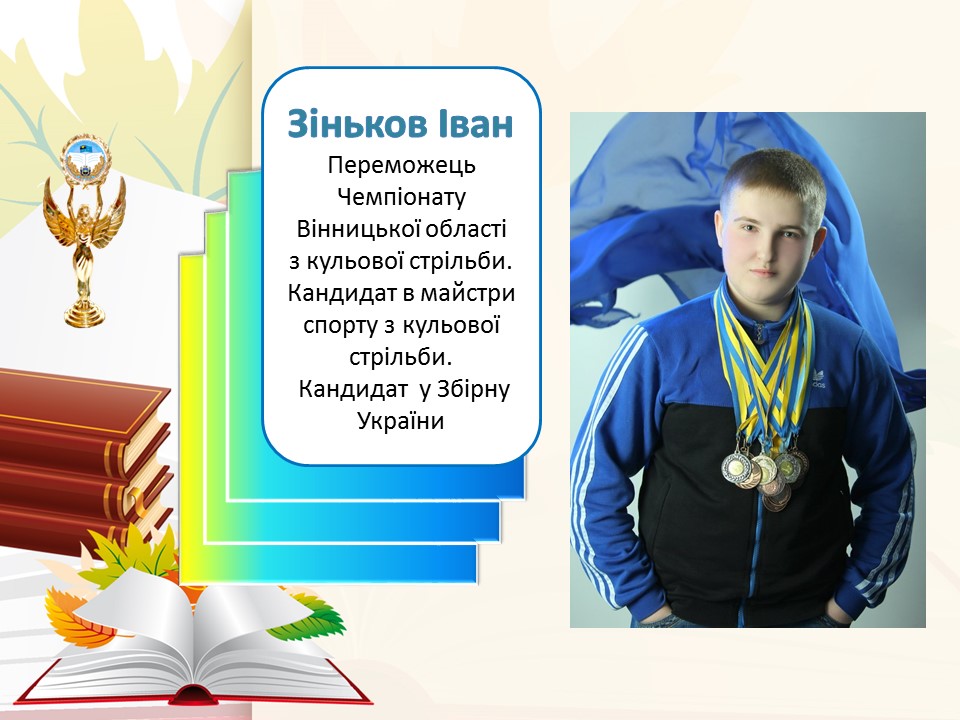 Зіньков Іван
Переможець
Чемпіонату
Вінницької області
з кульової стрільби.
Кандидат в майстри
спорту з кульової
стрільби.
Кандидат у Збірну
України